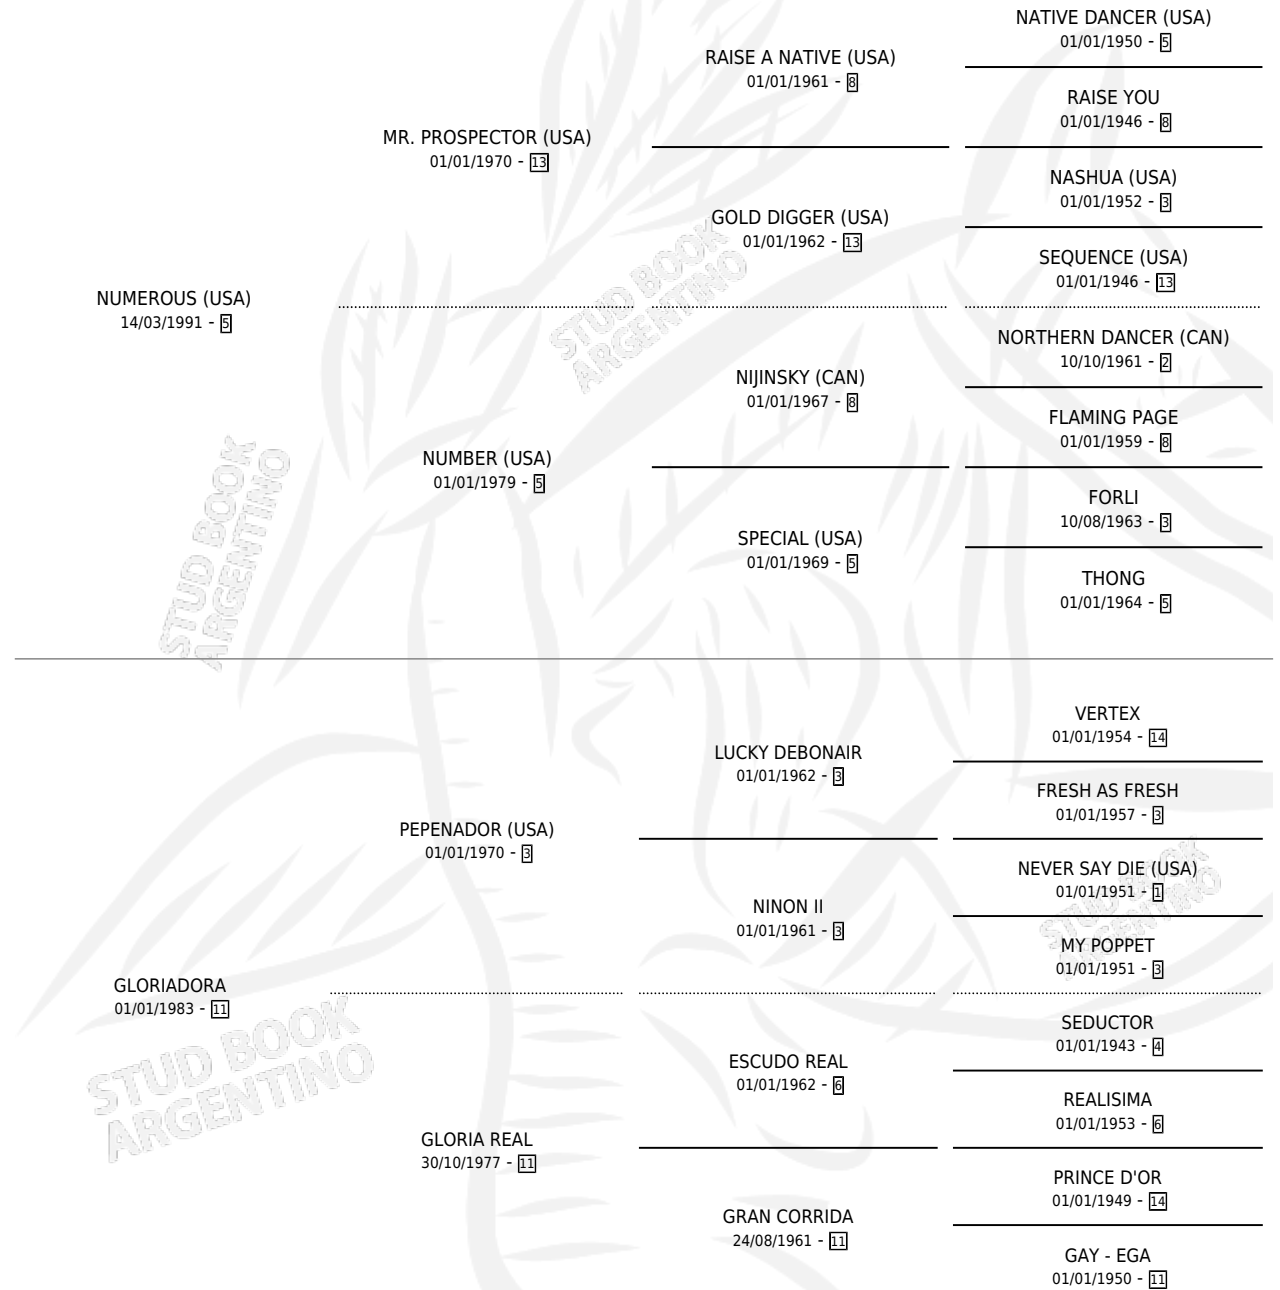 NATIVE DANCER (USA)
01/01/1950 - 5
RAISE A NATIVE (USA)
01/01/1961 - 8
RAISE YOU
01/01/1946 - 8
MR. PROSPECTOR (USA)
01/01/1970 - 13
NASHUA (USA)
01/01/1952 - 3
GOLD DIGGER (USA)
01/01/1962 - 13
SEQUENCE (USA)
01/01/1946 - 13
NUMEROUS (USA)
14/03/1991 - 5
STUD BOOK
ARGENTINO
NORTHERN DANCER (CAN)
10/10/1961 - 2
NIJINSKY (CAN)
01/01/1967 - 8
FLAMING PAGE
01/01/1959 - 8
NUMBER (USA)
01/01/1979 - 5
FORLI
10/08/1963 - 3
SPECIAL (USA)
01/01/1969 - 5
THONG
01/01/1964 - 5
STUD BOOK
ARGENTINO
VERTEX
01/01/1954 - 14
LUCKY DEBONAIR
01/01/1962 - 3
FRESH AS FRESH
01/01/1957 - 3
PEPENADOR (USA)
01/01/1970 - 3
NEVER SAY DIE (USA)
01/01/1951 - 1
NINON II
01/01/1961 - 3
MY POPPET
01/01/1951 - 3
STUD BOOK
ARGENTINO
GLORIADORA
01/01/1983 - 11
SEDUCTOR
01/01/1943 - 4
ESCUDO REAL
01/01/1962 - 6
REALISIMA
01/01/1953 - 6
STUD BOOK
ARGENTINO
GLORIA REAL
30/10/1977 - 11
PRINCE D'OR
01/01/1949 - 14
GRAN CORRIDA
24/08/1961 - 11
GAY - EGA
01/01/1950 - 11